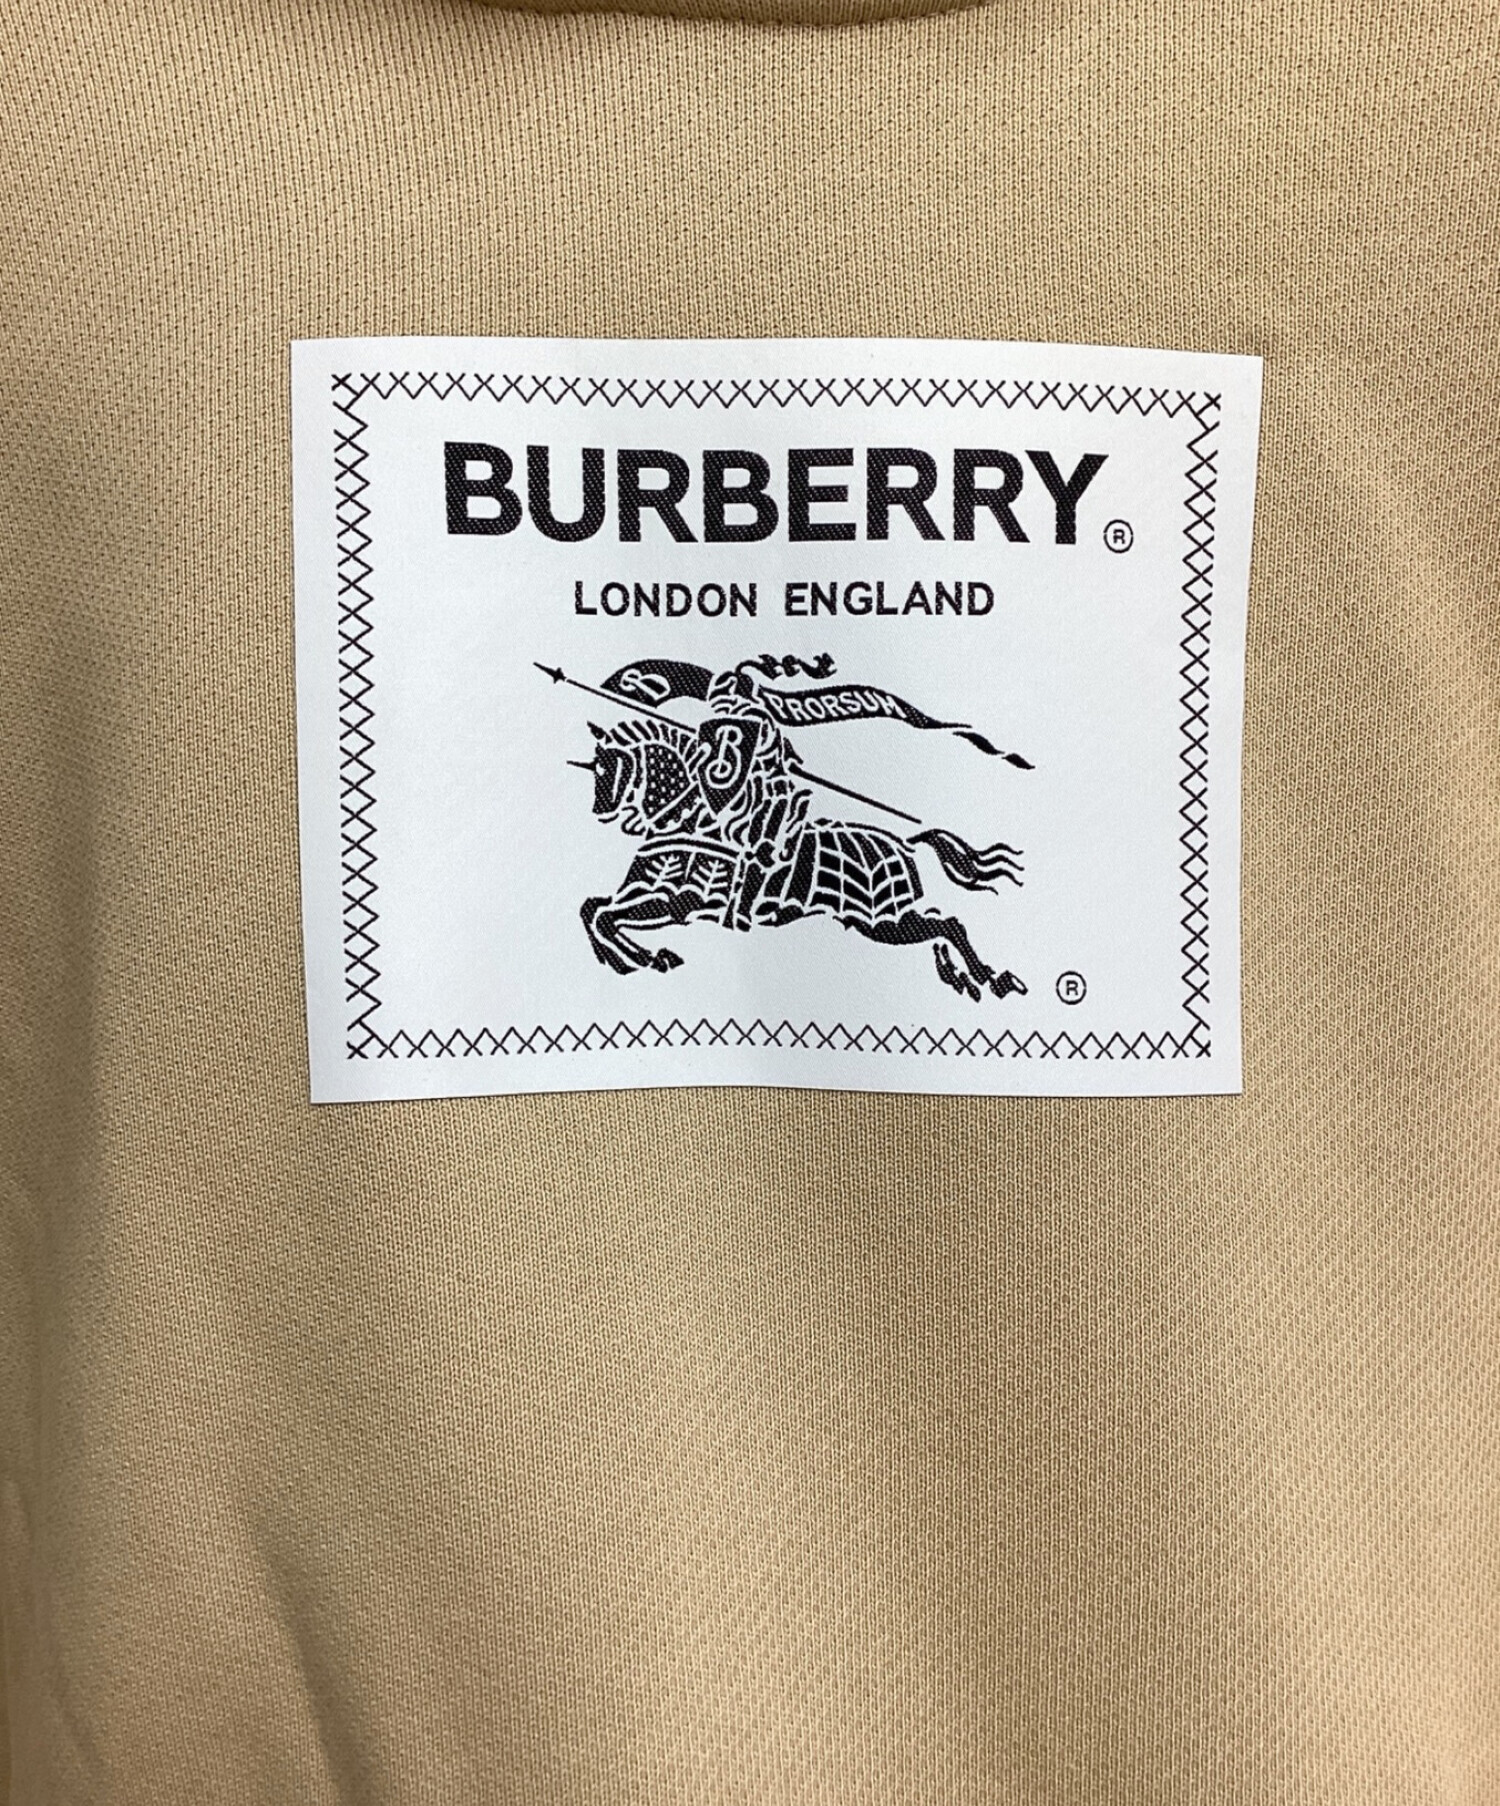 BURBERRY®
LONDON ENGLAND
B PRORSUM
B
®